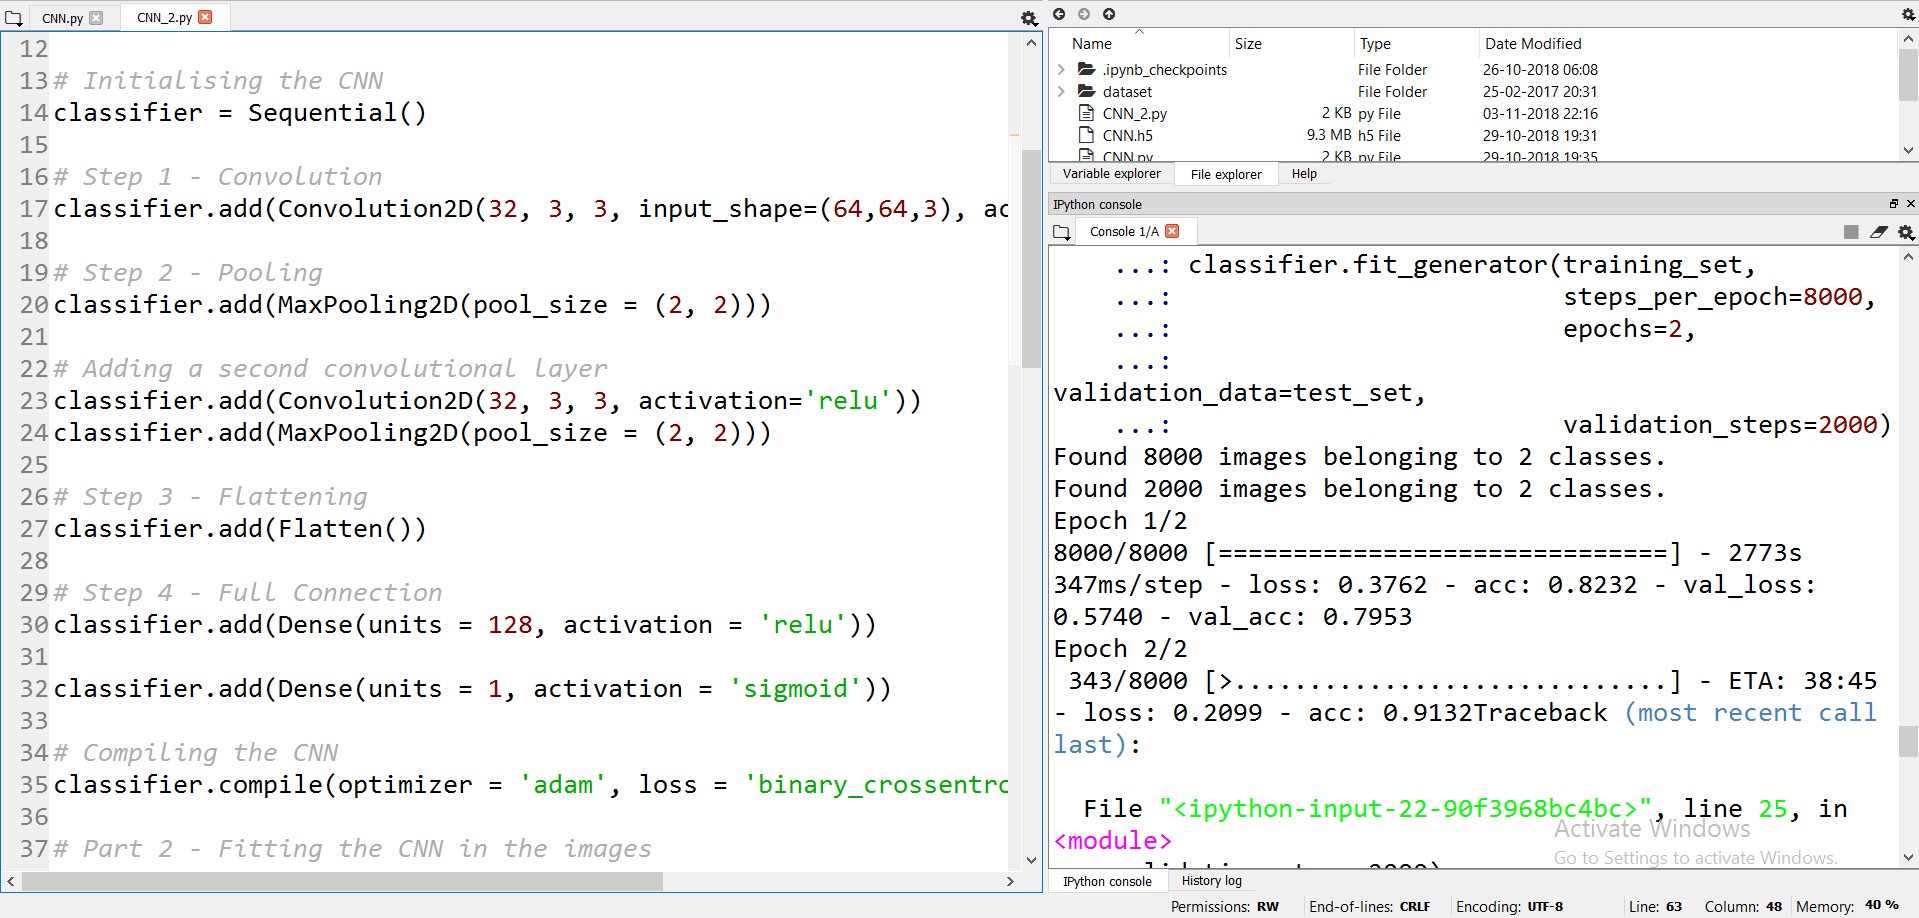 CNN.py
CNN_2.py
12
13 # Initialising the CNN
14 classifier = Sequential()
15
16 # Step 1 - Convolution
17 classifier.add(Convolution2D(32, 3, 3, input_shape=(64,64,3), ac
18
19 # Step 2 - Pooling
20 classifier.add(MaxPooling2D(pool_size = (2, 2)))
21
22 # Adding a second convolutional layer
23 classifier.add(Convolution2D(32, 3, 3, activation='relu'))
24 classifier.add(MaxPooling2D(pool_size = (2, 2)))
25
26 # Step 3 - Flattening
27 classifier.add(Flatten())
28
29 # Step 4 - Full Connection
30 classifier.add(Dense(units = 128, activation = 'relu'))
31
32 classifier.add(Dense(units = 1, activation = 'sigmoid'))
33
34 # Compiling the CNN
35 classifier.compile(optimizer = 'adam', loss = 'binary_crossentro
36
37 # Part 2 - Fitting the CNN in the images
Name Size Type Date Modified
.ipynb_checkpoints File Folder 26-10-2018 06:08
dataset File Folder 25-02-2017 20:31
CNN_2.py 2 KB py File 03-11-2018 22:16
CNN.h5 9.3 MB h5 File 29-10-2018 19:31
CNN.py 2 KB py File 29-10-2018 19:35
Variable explorer File explorer Help
IPython console
Console 1/A
...: classifier.fit_generator(training_set,
...: steps_per_epoch=8000,
...: epochs=2,
...:
validation_data=test_set,
...: validation_steps=2000)
Found 8000 images belonging to 2 classes.
Found 2000 images belonging to 2 classes.
Epoch 1/2
8000/8000 [==============================] - 2773s
347ms/step - loss: 0.3762 - acc: 0.8232 - val_loss:
0.5740 - val_acc: 0.7953
Epoch 2/2
343/8000 [>.............................] - ETA: 38:45
- loss: 0.2099 - acc: 0.9132Traceback (most recent call
last):
File "<ipython-input-22-90f3968bc4bc>", line 25, in
<module>
Activate Windows
Go to Settings to activate Windows.
IPython console History log
Permissions: RW End-of-lines: CRLF Encoding: UTF-8 Line: 63 Column: 48 Memory: 40 %